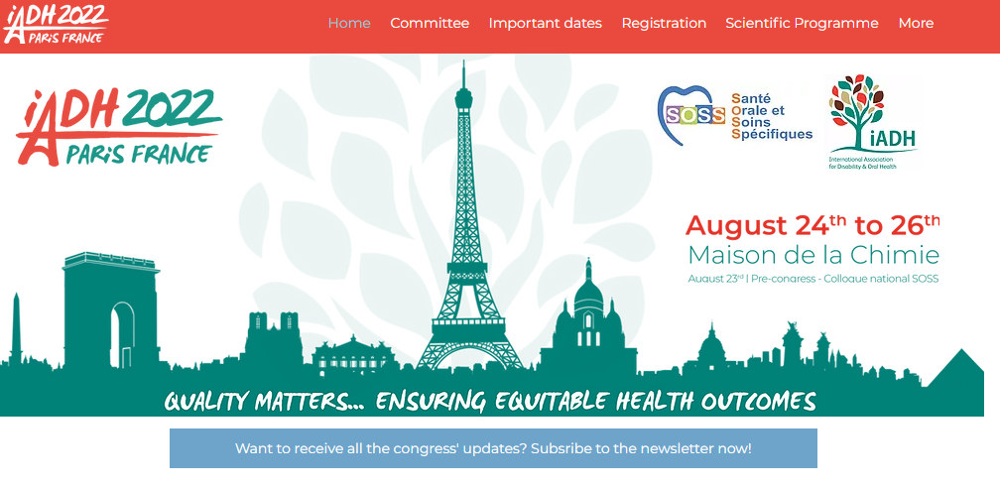 iADH 2022
PARiS FRANCE
Home Committee Important dates Registration Scientific Programme More
iADH 2022
PARiS FRANCE
SOSS
Santé
Orale et
Soins
Spécifiques
iADH
International Association
for Disability & Oral Health
August 24th to 26th
Maison de la Chimie
August 23rd | Pre-congress - Colloque national SOSS
QUALITY MATTERS... ENSURING EQUITABLE HEALTH OUTCOMES
Want to receive all the congress' updates? Subsribe to the newsletter now!